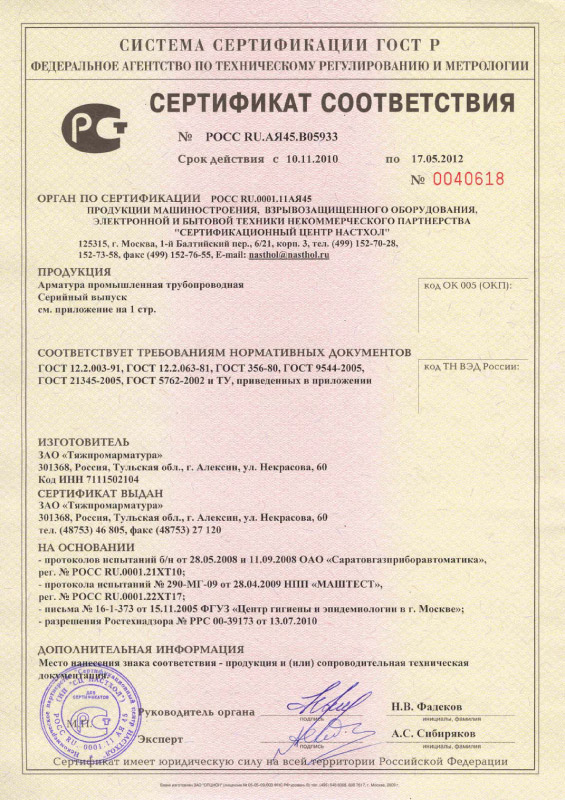 СИСТЕМА СЕРТИФИКАЦИИ ГОСТ Р
ФЕДЕРАЛЬНОЕ АГЕНТСТВО ПО ТЕХНИЧЕСКОМУ РЕГУЛИРОВАНИЮ И МЕТРОЛОГИИ
СЕРТИФИКАТ СООТВЕТСТВИЯ
№ РОСС RU.АЯ45.В05933
Срок действия с 10.11.2010 по 17.05.2012
№ 0040618
ОРГАН ПО СЕРТИФИКАЦИИ РОСС RU.0001.11АЯ45
ПРОДУКЦИИ МАШИНОСТРОЕНИЯ, ВЗРЫВОЗАЩИЩЕННОГО ОБОРУДОВАНИЯ,
ЭЛЕКТРОННОЙ И БЫТОВОЙ ТЕХНИКИ НЕКОММЕРЧЕСКОГО ПАРТНЕРСТВА
"СЕРТИФИКАЦИОННЫЙ ЦЕНТР НАСТХОЛ"
125315, г. Москва, 1-й Балтийский пер., 6/21, корп. 3, тел. (499) 152-70-28,
152-73-58, факс (499) 152-76-55, E-mail: nasthol@nasthol.ru
ПРОДУКЦИЯ
Арматура промышленная трубопроводная
Серийный выпуск
см. приложение на 1 стр.
код ОК 005 (ОКП):
СООТВЕТСТВУЕТ ТРЕБОВАНИЯМ НОРМАТИВНЫХ ДОКУМЕНТОВ
ГОСТ 12.2.003-91, ГОСТ 12.2.063-81, ГОСТ 356-80, ГОСТ 9544-2005,
ГОСТ 21345-2005, ГОСТ 5762-2002 и ТУ, приведенных в приложении
код ТН ВЭД России:
ИЗГОТОВИТЕЛЬ
ЗАО «Тяжпромарматура»
301368, Россия, Тульская обл., г. Алексин, ул. Некрасова, 60
Код ИНН 7111502104
СЕРТИФИКАТ ВЫДАН
ЗАО «Тяжпромарматура»
301368, Россия, Тульская обл., г. Алексин, ул. Некрасова, 60
тел. (48753) 46 805, факс (48753) 27 120
НА ОСНОВАНИИ
- протоколов испытаний б/н от 28.05.2008 и 11.09.2008 ОАО «Саратовгазприборавтоматика»,
рег. № РОСС RU.0001.21ХТ10;
- протокола испытаний № 290-МГ-09 от 28.04.2009 НПП «МАШТЕСТ»,
рег. № РОСС RU.0001.22ХТ17;
- письма № 16-1-373 от 15.11.2005 ФГУЗ «Центр гигиены и эпидемиологии в г. Москве»;
- разрешения Ростехнадзора № РРС 00-39173 от 13.07.2010
ДОПОЛНИТЕЛЬНАЯ ИНФОРМАЦИЯ
Место нанесения знака соответствия - продукция и (или) сопроводительная техническая
документация.
М.П.
Руководитель органа
подпись
Н.В. Фадеков
инициалы, фамилия
Эксперт
подпись
А.С. Сибиряков
инициалы, фамилия
Сертификат имеет юридическую силу на всей территории Российской Федерации